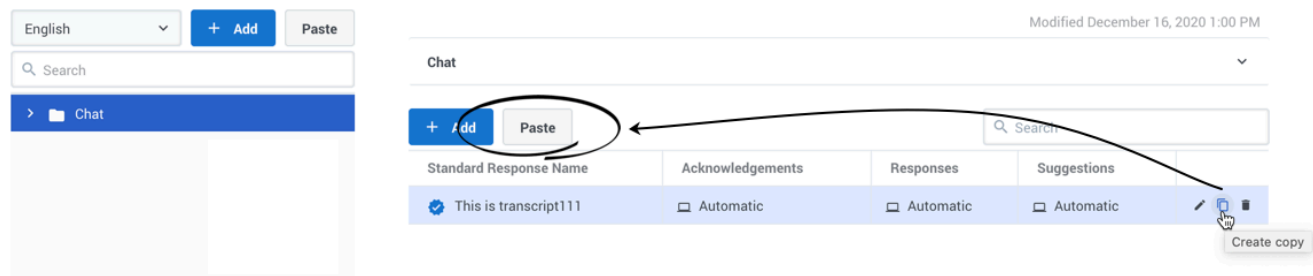 English
+ Add
Paste
Search
Chat
Modified December 16, 2020 1:00 PM
Chat
+ Add
Paste
Search
Standard Response Name Acknowledgements Responses Suggestions
This is transcript111 Automatic Automatic Automatic
Create copy